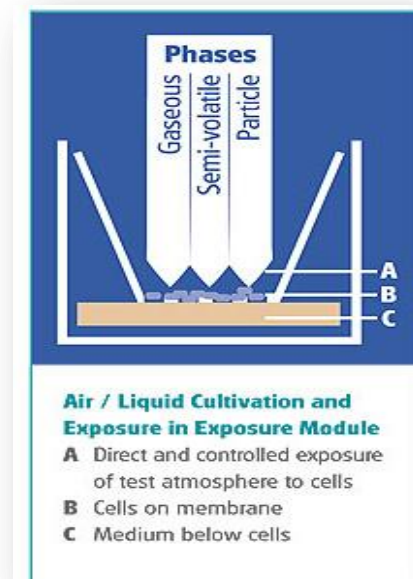 Phases
Gaseous
Semi-volatile
Particle
A
B
C
Air / Liquid Cultivation and
Exposure in Exposure Module
A Direct and controlled exposure
of test atmosphere to cells
B Cells on membrane
C Medium below cells